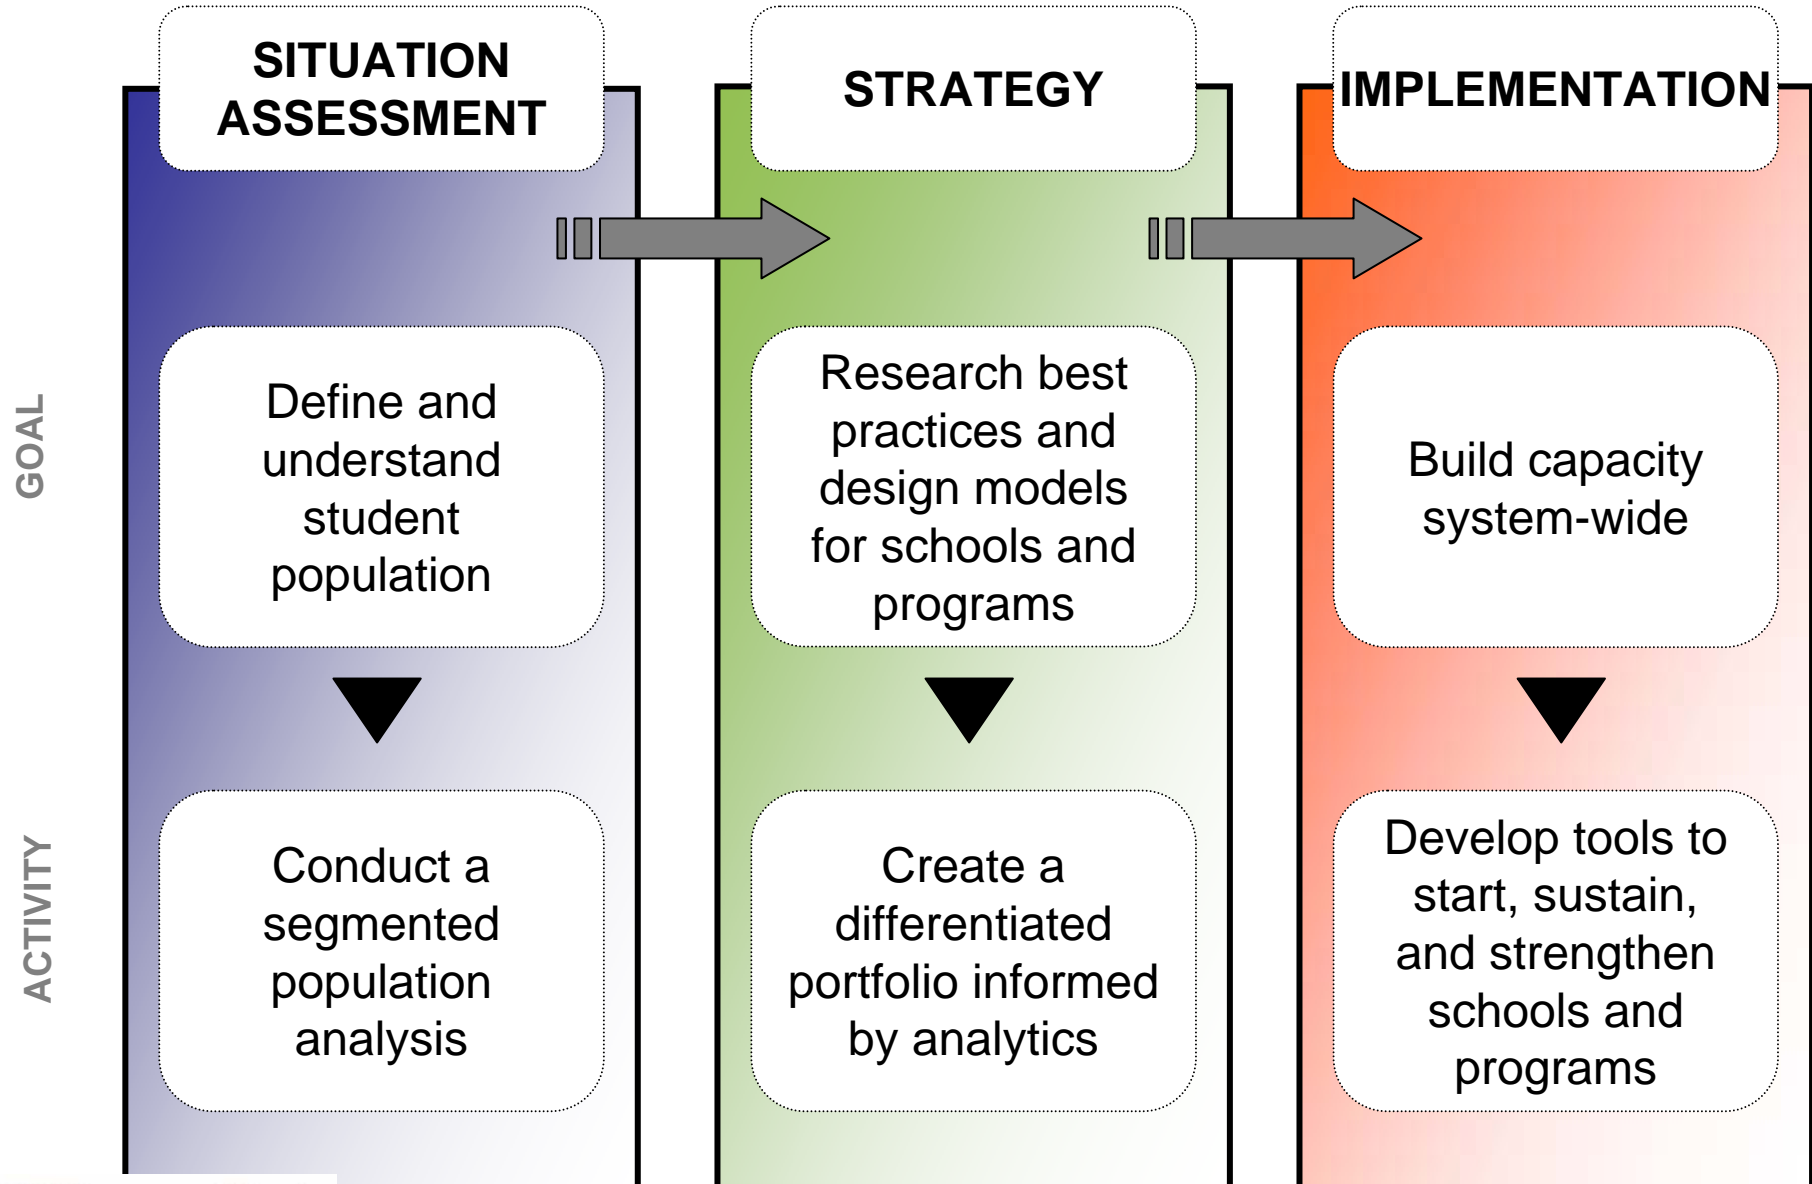 SITUATION
ASSESSMENT
STRATEGY
IMPLEMENTATION
GOAL
Define and
understand
student
population
Research best
practices and
design models
for schools and
programs
Build capacity
system-wide
ACTIVITY
Conduct a
segmented
population
analysis
Create a
differentiated
portfolio informed
by analytics
Develop tools to
start, sustain,
and strengthen
schools and
programs